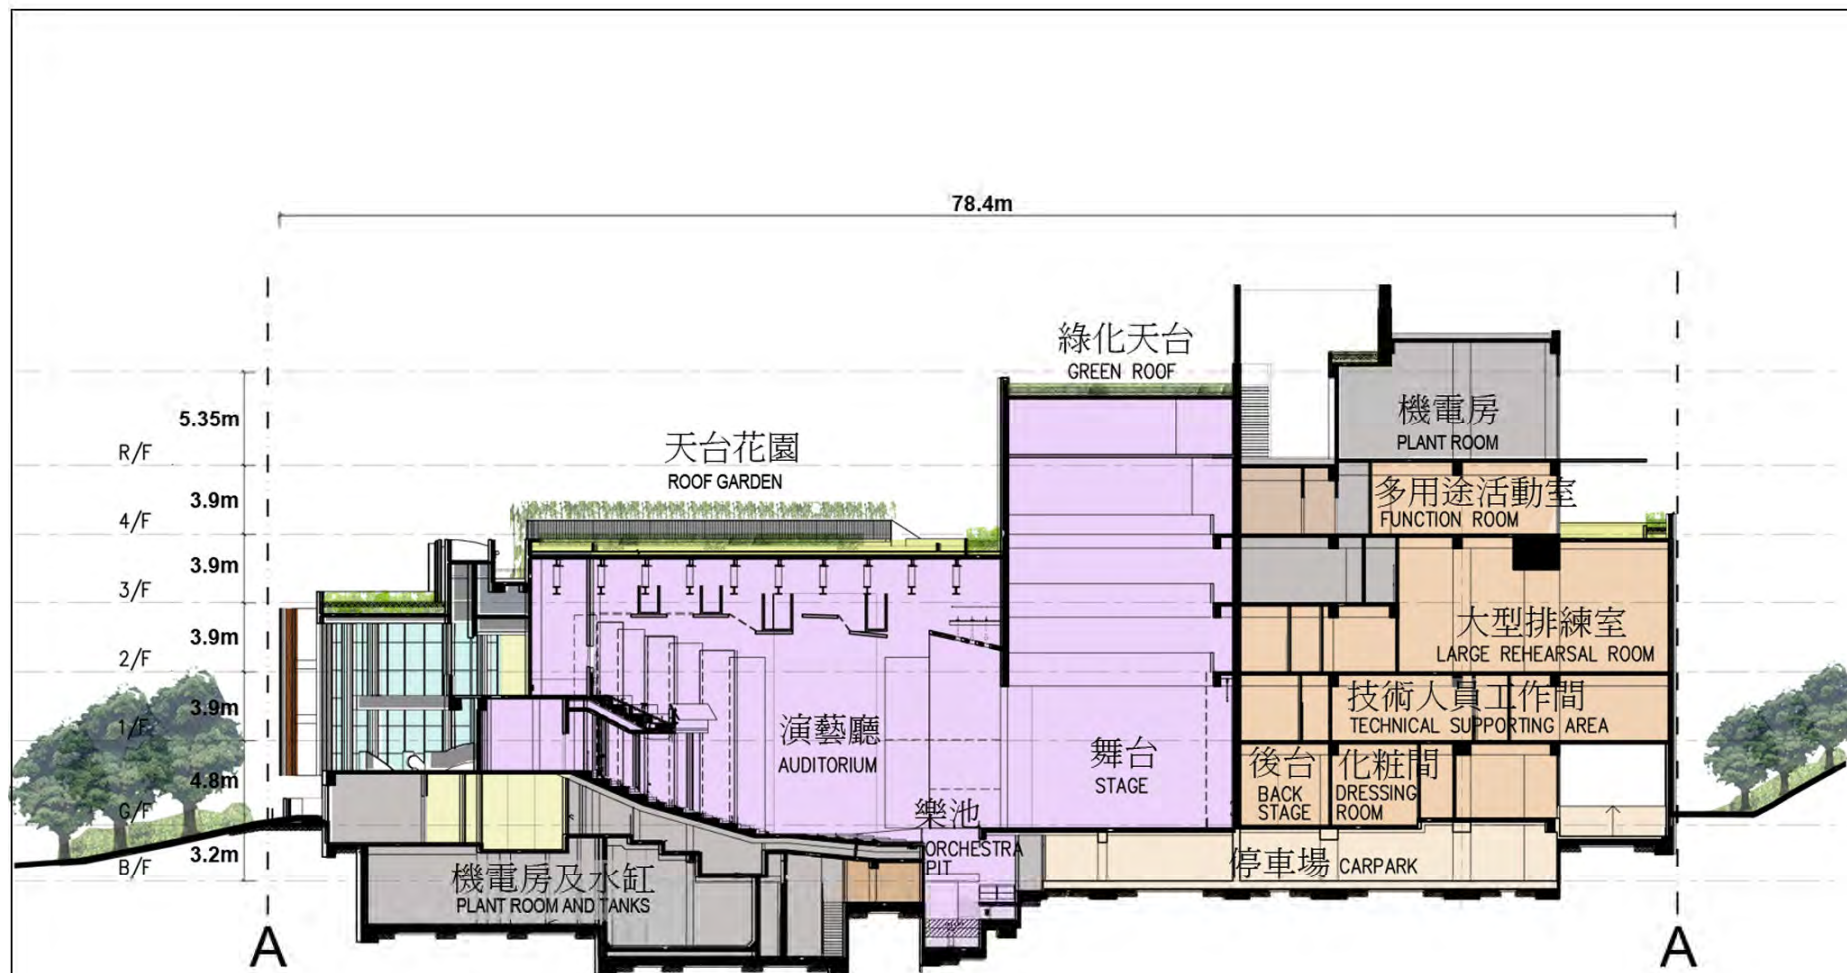 78.4m
綠化天台
GREEN ROOF
5.35m
機電房
PLANT ROOM
R/F
天台花園
ROOF GARDEN
3.9m
多用途活動室
FUNCTION ROOM
4/F
3.9m
3/F
3.9m
大型排練室
LARGE REHEARSAL ROOM
2/F
3.9m
技術人員工作間
TECHNICAL SUPPORTING AREA
1/F
演藝廳
AUDITORIUM
舞台
STAGE
後台
BACK
STAGE
化粧間
DRESSING
ROOM
4.8m
G/F
樂池
ORCHESTRA
PIT
3.2m
B/F
停車場 CARPARK
機電房及水缸
PLANT ROOM AND TANKS
A
A